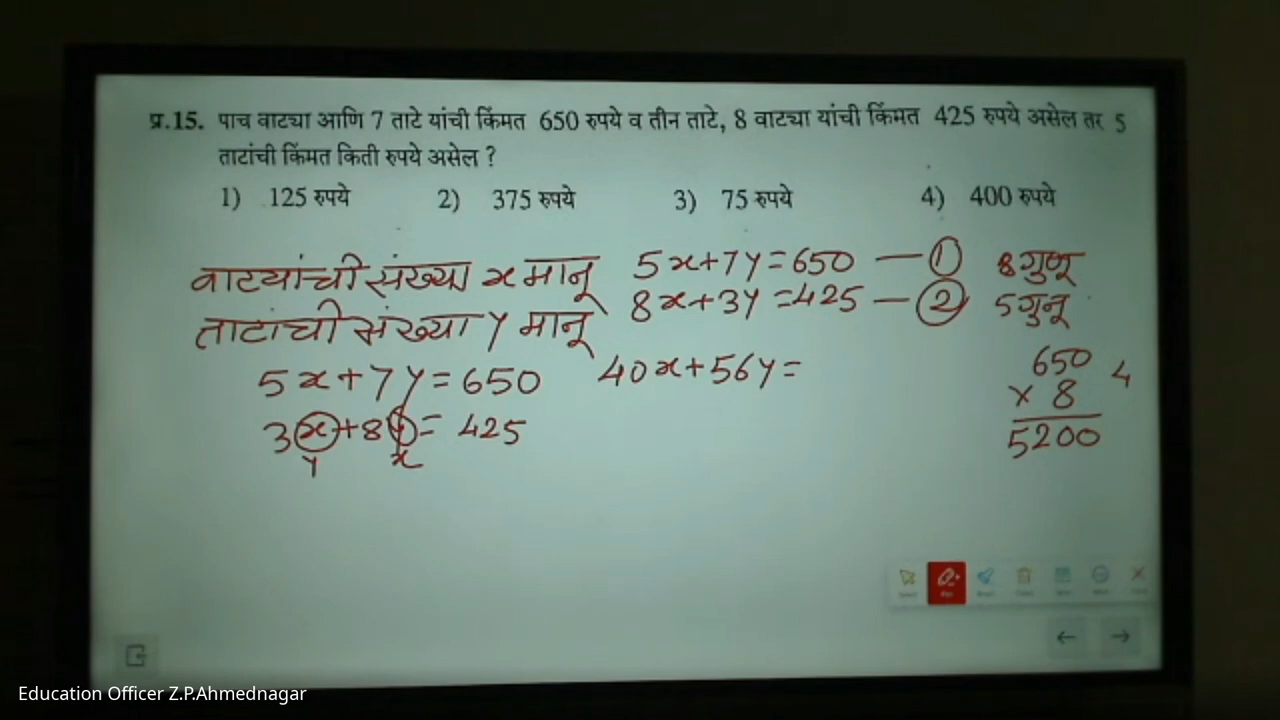 प्र.15. पाच वाट्या आणि 7 ताटे यांची किंमत 650 रुपये व तीन ताटे, 8 वाट्या यांची किंमत 425 रुपये असेल तर 5
ताटांची किंमत किती रुपये असेल ?
1) 125 रुपये 2) 375 रुपये 3) 75 रुपये 4) 400 रुपये
वाटयांची संख्या x मानू 5x+7y=650 — 1 8 गुणू
ताटांची संख्या y मानू 8x+3y=425 — 2 5 गुनू
5x+7y=650 40x+56y=
3x+8y=425
y x
650 4
x 8
5200
Education Officer Z.P.Ahmednagar